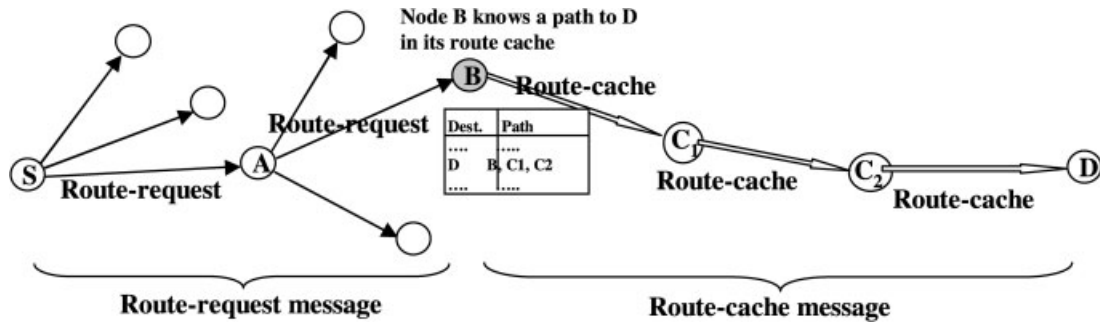 Node B knows a path to D
in its route cache
B
Route-cache
Route-request
Dest. Path
.... .....
D B, C1, C2
.... .....
S
A
Route-request
C1
Route-cache
C2
Route-cache
D
Route-request message
Route-cache message